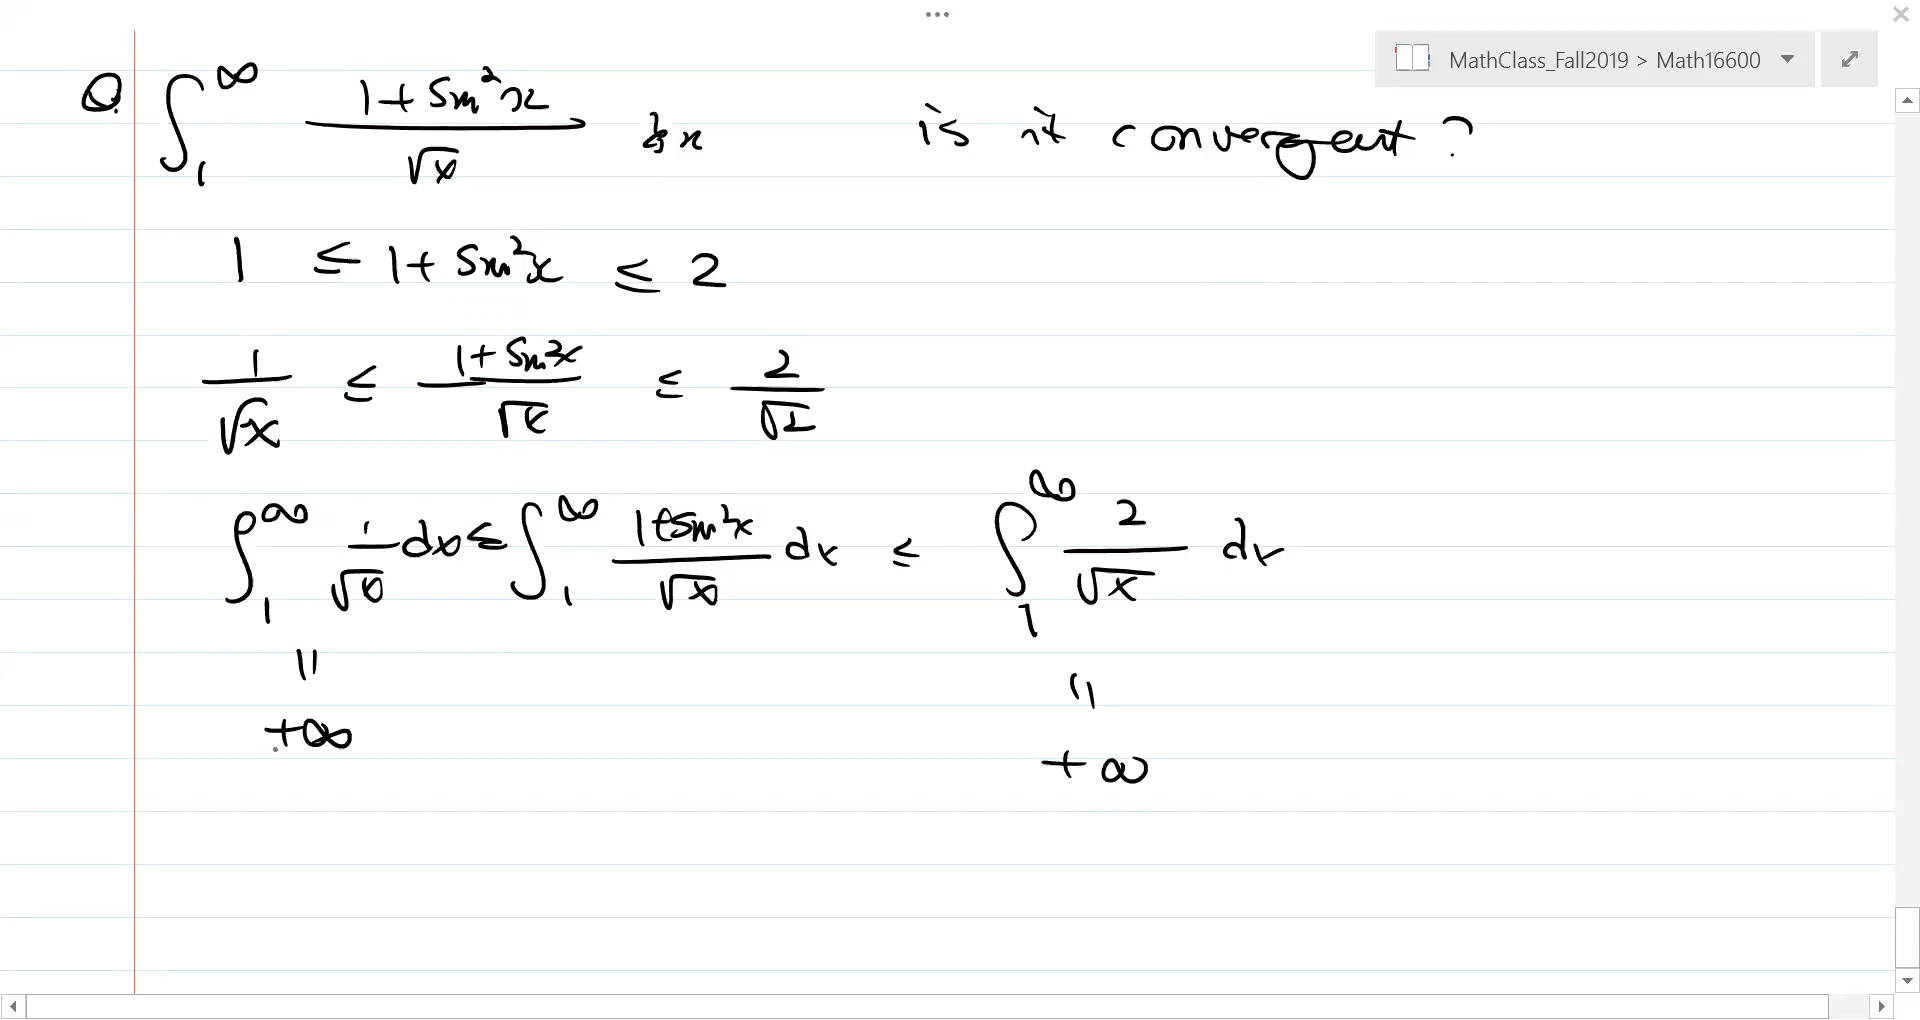 •••
MathClass_Fall2019 > Math16600
Q. ∫₁^∞ (1+Sin²x)/√x dx is it convergent?
1 ≤ 1+Sin²x ≤ 2
1/√x ≤ (1+Sin²x)/√x ≤ 2/√x
∫₁^∞ 1/√x dx ≤ ∫₁^∞ (1+Sin²x)/√x dx ≤ ∫₁^∞ 2/√x dx
= =
+∞ +∞